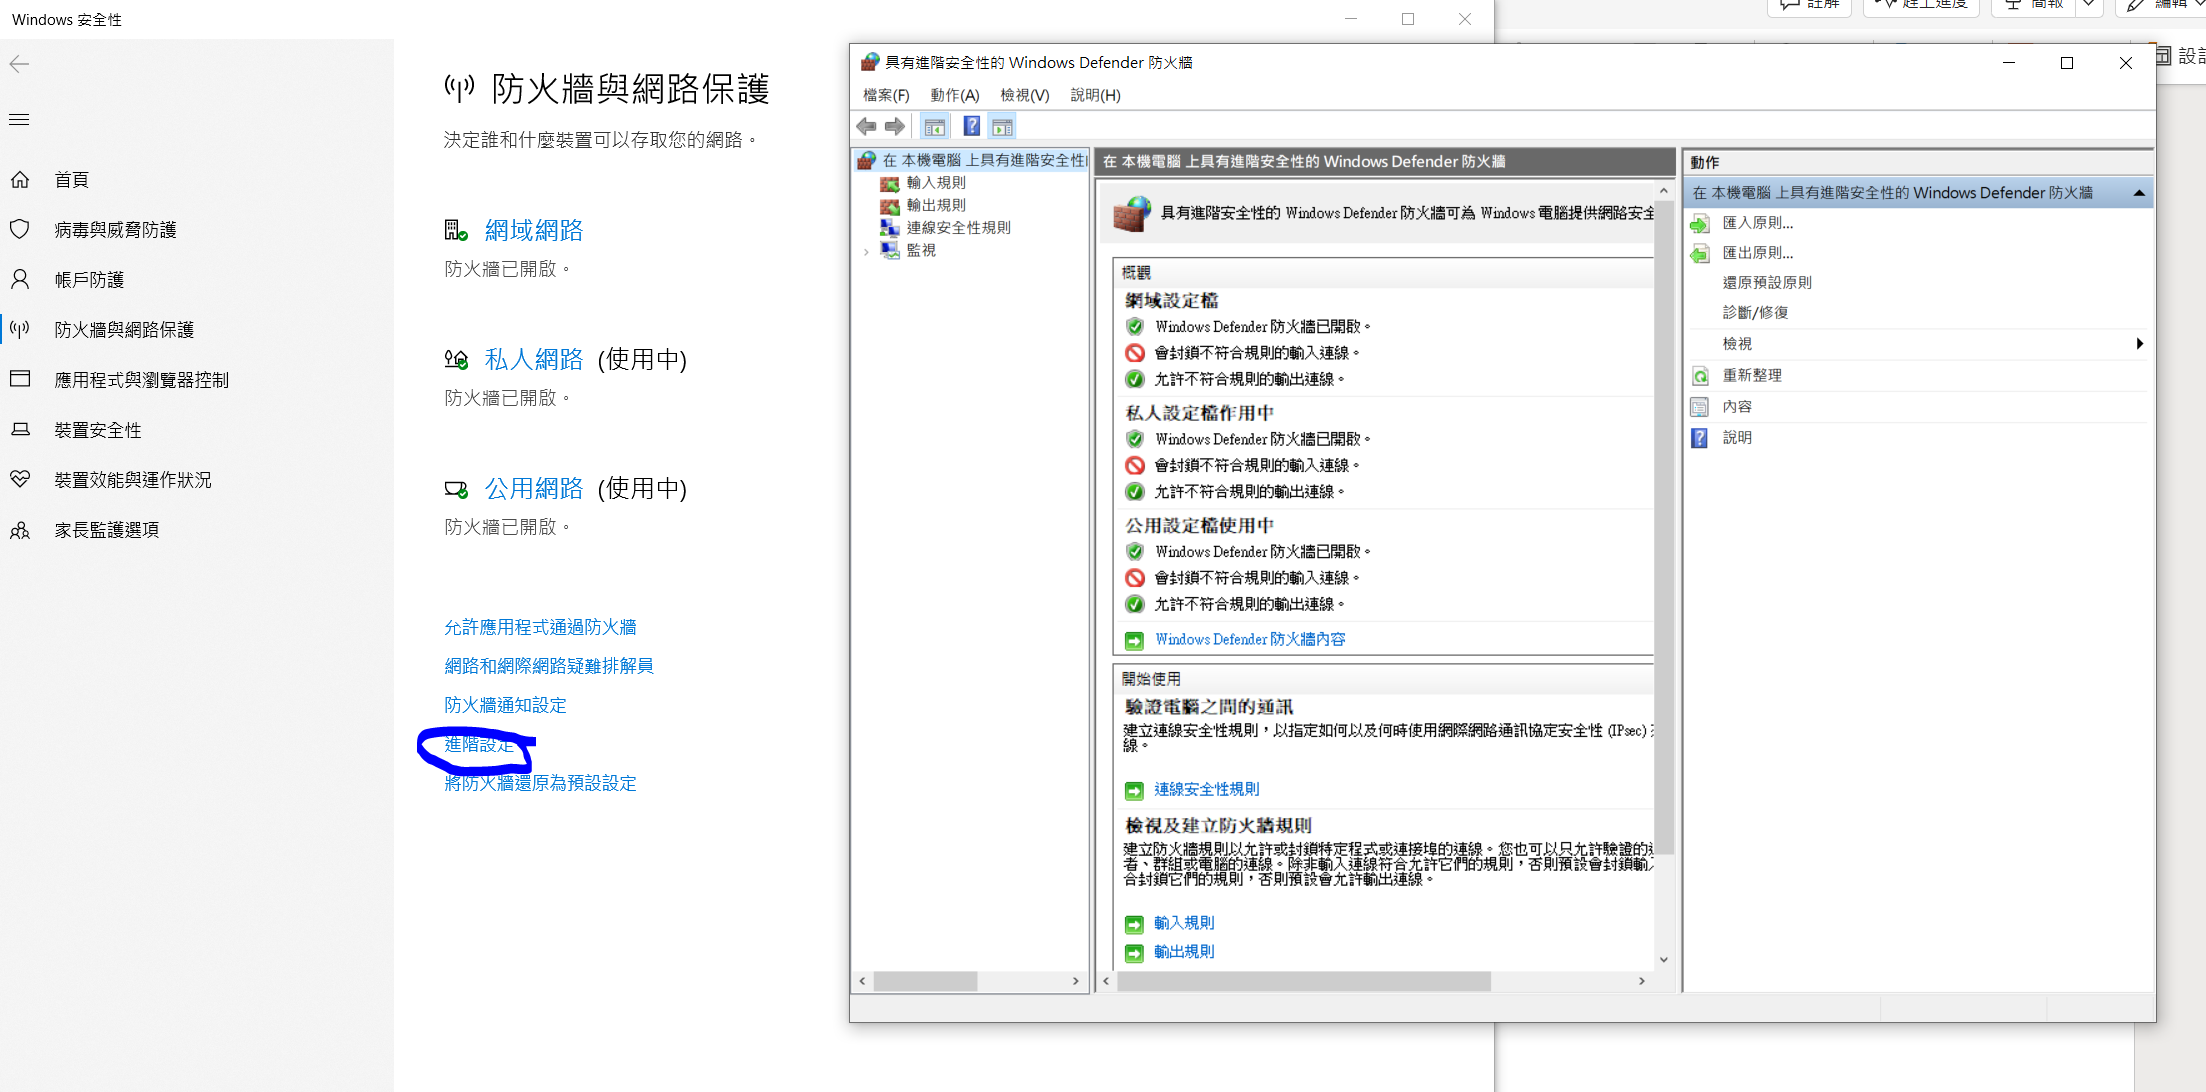 Windows 安全性
首頁
病毒與威脅防護
帳戶防護
防火牆與網路保護
應用程式與瀏覽器控制
裝置安全性
裝置效能與運作狀況
家長監護選項
防火牆與網路保護
決定誰和什麼裝置可以存取您的網路。
網域網路
防火牆已開啟。
私人網路 (使用中)
防火牆已開啟。
公用網路 (使用中)
防火牆已開啟。
允許應用程式通過防火牆
網路和網際網路疑難排解員
防火牆通知設定
進階設定
將防火牆還原為預設設定
註解
趕上進度
簡報
編輯
設計
具有進階安全性的 Windows Defender 防火牆
檔案(F) 動作(A) 檢視(V) 說明(H)
在 本機電腦 上具有進階安全性
輸入規則
輸出規則
連線安全性規則
監視
在 本機電腦 上具有進階安全性的 Windows Defender 防火牆
具有進階安全性的 Windows Defender 防火牆可為 Windows 電腦提供網路安全
概觀
網域設定檔
Windows Defender 防火牆已開啟。
會封鎖不符合規則的輸入連線。
允許不符合規則的輸出連線。
私人設定檔作用中
Windows Defender 防火牆已開啟。
會封鎖不符合規則的輸入連線。
允許不符合規則的輸出連線。
公用設定檔使用中
Windows Defender 防火牆已開啟。
會封鎖不符合規則的輸入連線。
允許不符合規則的輸出連線。
Windows Defender 防火牆內容
開始使用
驗證電腦之間的通訊
建立連線安全性規則，以指定如何以及何時使用網際網路通訊協定安全性 (IPsec)
線。
連線安全性規則
檢視及建立防火牆規則
建立防火牆規則以允許或封鎖特定程式或連接埠的連線。您也可以只允許驗證的
者、群組或電腦的連線。除非輸入連線符合允許它們的規則，否則預設會封鎖輸入
合封鎖它們的規則，否則預設會允許輸出連線。
輸入規則
輸出規則
動作
在 本機電腦 上具有進階安全性的 Windows Defender 防火牆
匯入原則...
匯出原則...
還原預設原則
診斷/修復
檢視
重新整理
內容
說明